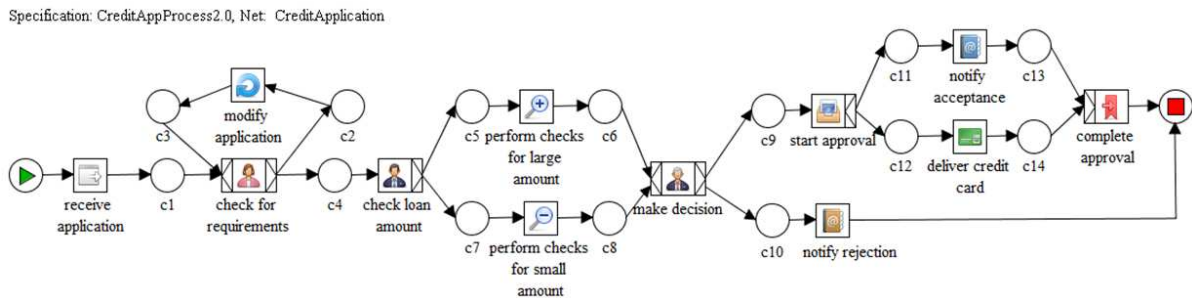 Specification: CreditAppProcess2.0, Net: CreditApplication
c11
notify
acceptance
c13
c3
modify
application
c2
c5
perform checks
for large
amount
c6
c9
start approval
c12
deliver credit
card
c14
complete
approval
receive
application
c1
check for
requirements
c4
check loan
amount
make decision
c7
perform checks
for small
amount
c8
c10
notify rejection